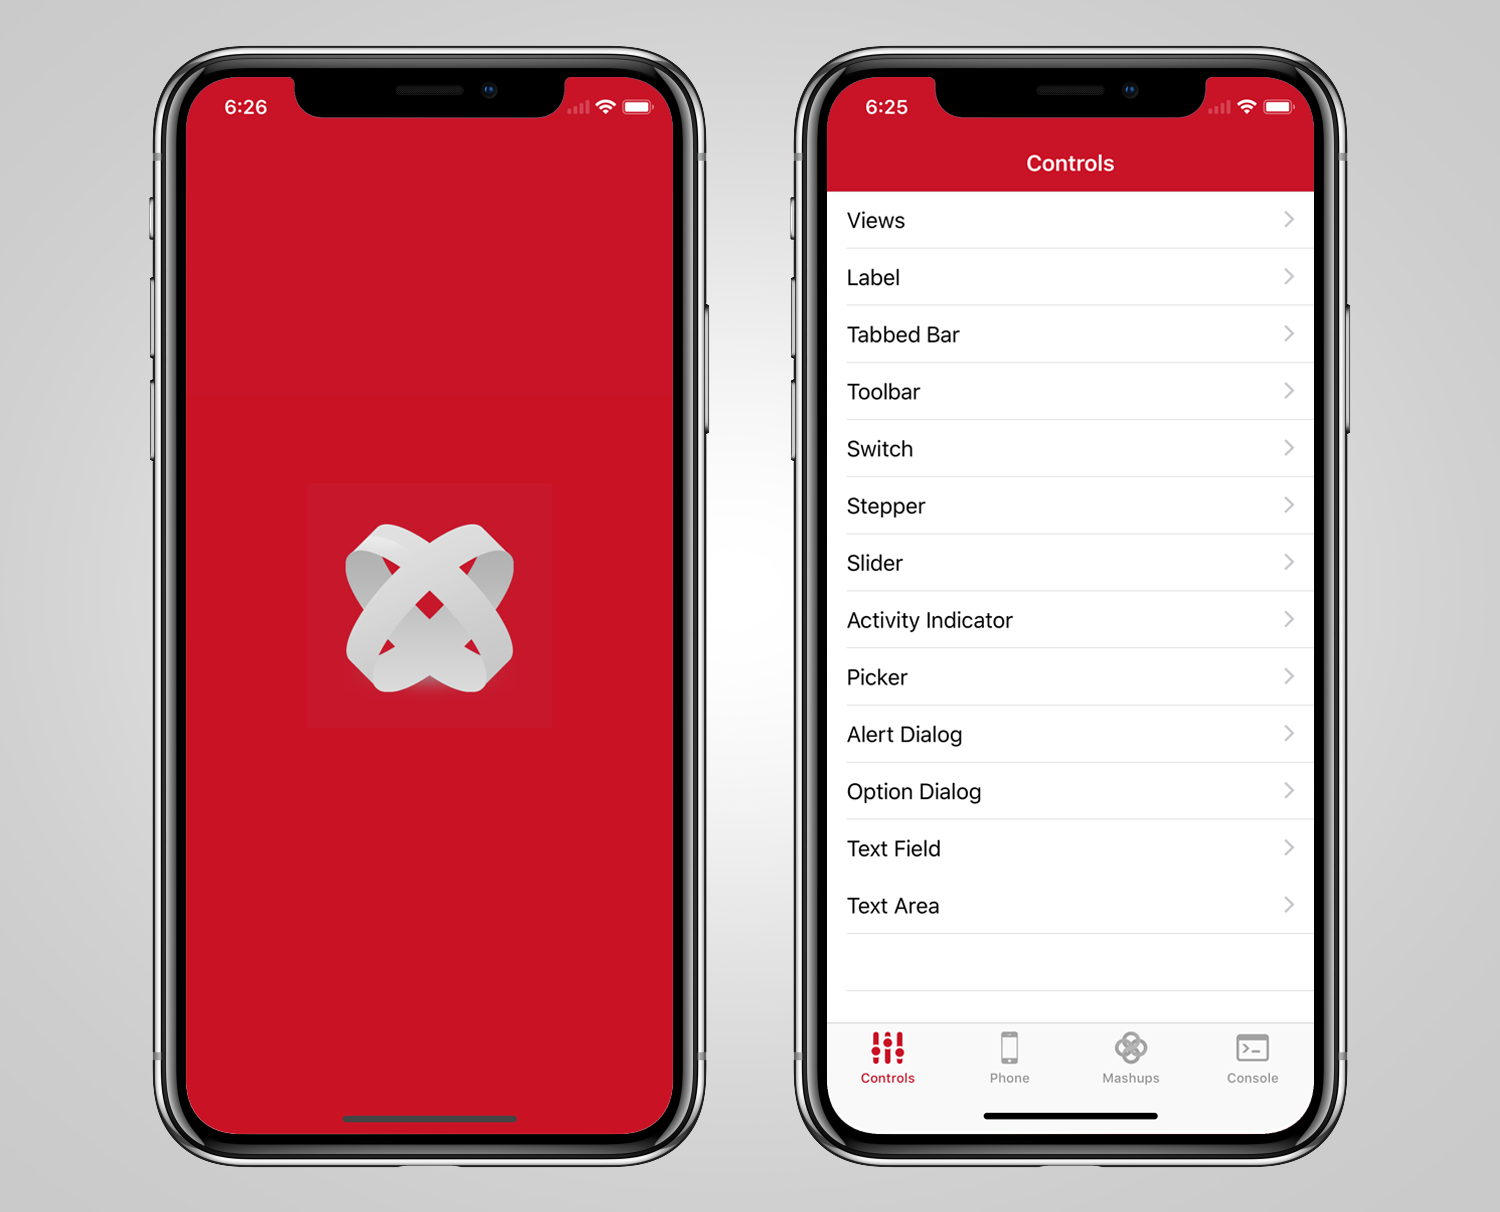 6:26
6:25
Controls
Views
Label
Tabbed Bar
Toolbar
Switch
Stepper
Slider
Activity Indicator
Picker
Alert Dialog
Option Dialog
Text Field
Text Area
Controls
Phone
Mashups
Console